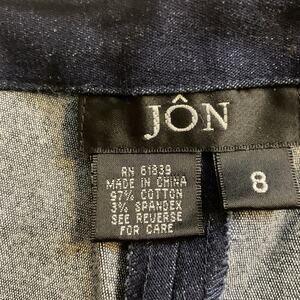 JÔN
RN 61839
MADE IN CHINA
97% COTTON
3% SPANDEX
SEE REVERSE
FOR CARE
8